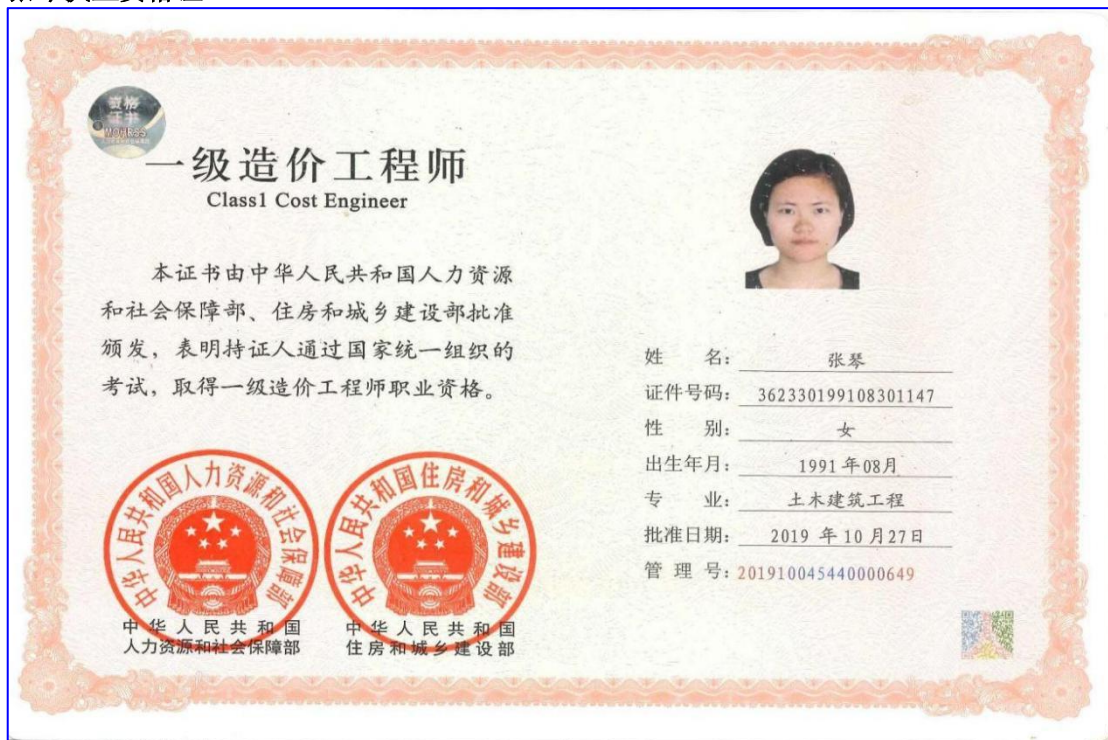 资格
证书
MOHRSS
一级造价工程师
Class1 Cost Engineer
本证书由中华人民共和国人力资源
和社会保障部、住房和城乡建设部批准
颁发，表明持证人通过国家统一组织的
考试，取得一级造价工程师职业资格。
中华人民共和国人力资源和社会保障部
中华人民共和国住房和城乡建设部
中华人民共和国
人力资源和社会保障部
中华人民共和国
住房和城乡建设部
姓 名： 张琴
证件号码： 362330199108301147
性 别： 女
出生年月： 1991年08月
专 业： 土木建筑工程
批准日期： 2019 年 10 月27日
管 理 号：201910045440000649